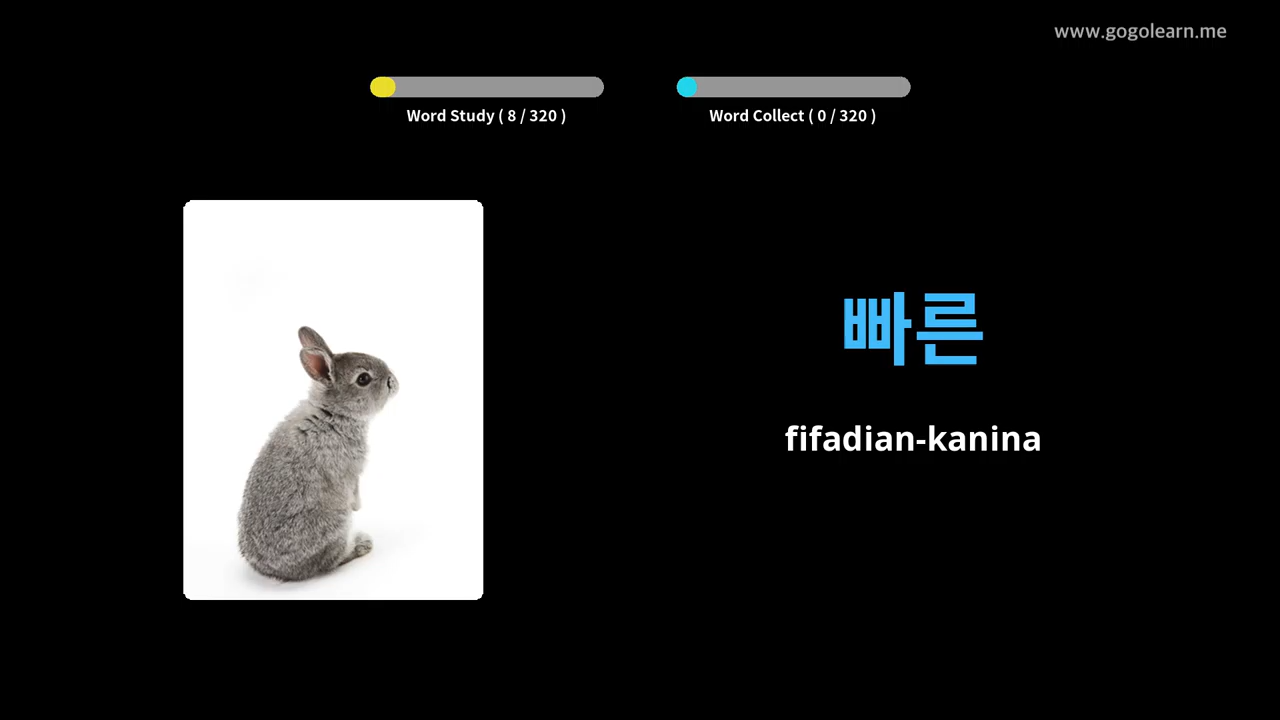 www.gogolearn.me
Word Study ( 8 / 320 )
Word Collect ( 0 / 320 )
빠른
fifadian-kanina